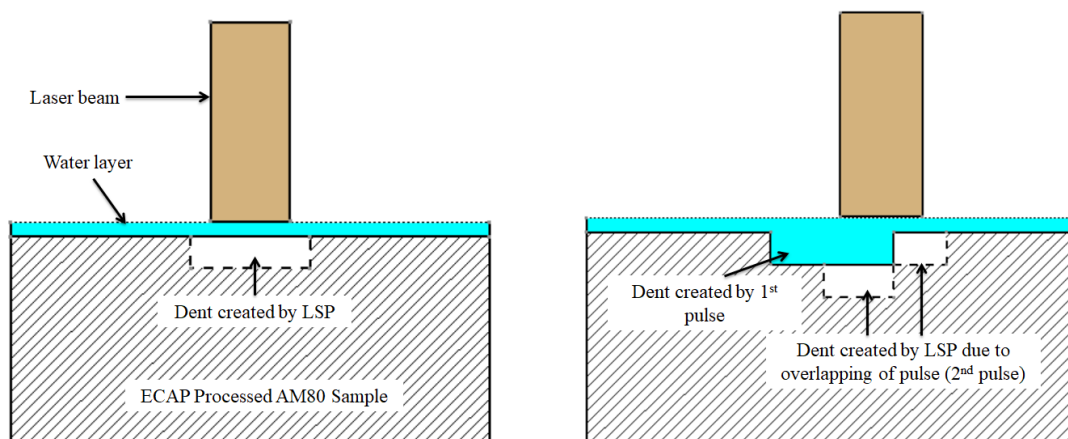 Laser beam
Water layer
Dent created by LSP
ECAP Processed AM80 Sample
Dent created by 1st
pulse
Dent created by LSP due to
overlapping of pulse (2nd pulse)